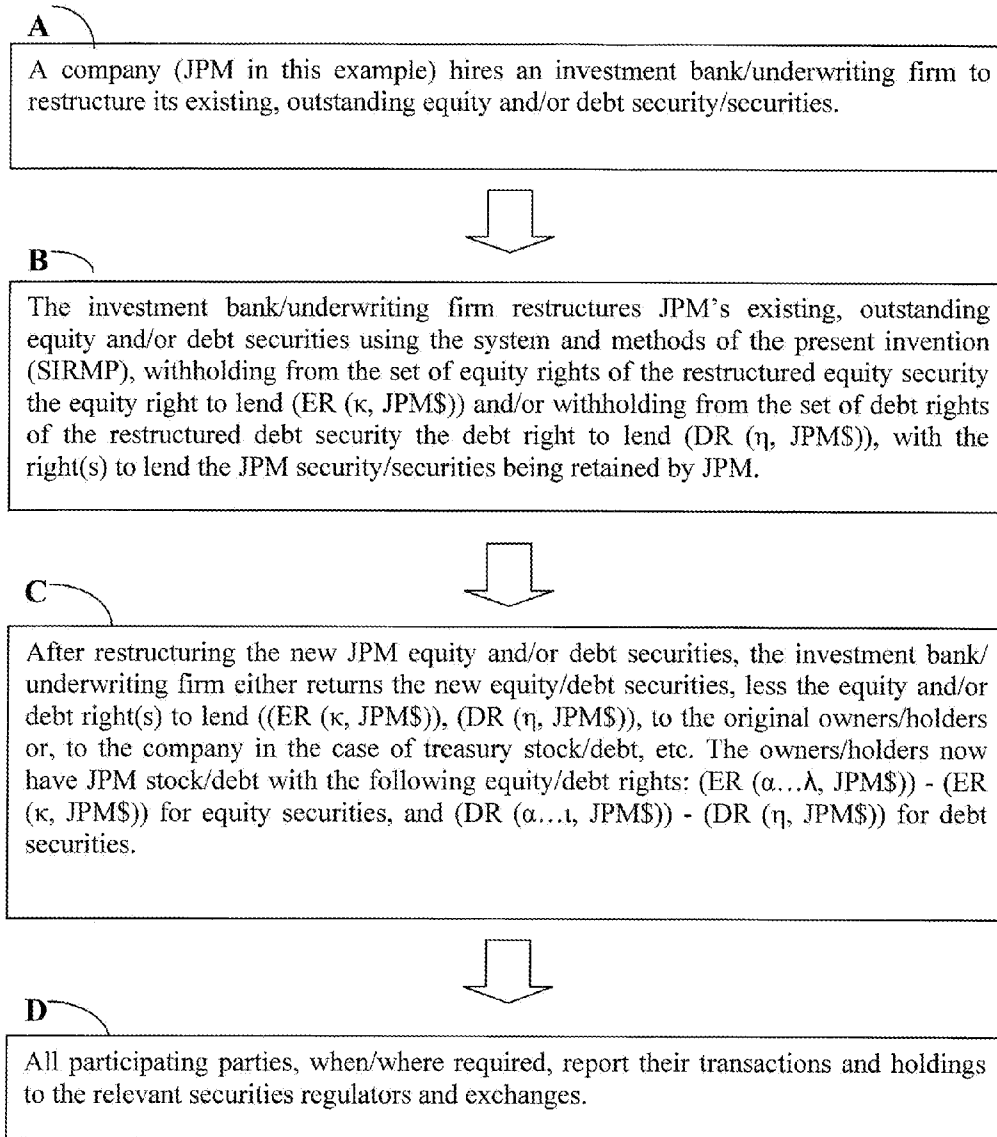 A
A company (JPM in this example) hires an investment bank/underwriting firm to
restructure its existing, outstanding equity and/or debt security/securities.
B
The investment bank/underwriting firm restructures JPM's existing, outstanding
equity and/or debt securities using the system and methods of the present invention
(SIRMP), withholding from the set of equity rights of the restructured equity security
the equity right to lend (ER (κ, JPM$)) and/or withholding from the set of debt rights
of the restructured debt security the debt right to lend (DR (η, JPM$)), with the
right(s) to lend the JPM security/securities being retained by JPM.
C
After restructuring the new JPM equity and/or debt securities, the investment bank/
underwriting firm either returns the new equity/debt securities, less the equity and/or
debt right(s) to lend ((ER (κ, JPM$)), (DR (η, JPM$)), to the original owners/holders
or, to the company in the case of treasury stock/debt, etc. The owners/holders now
have JPM stock/debt with the following equity/debt rights: (ER (α…λ, JPM$)) - (ER
(κ, JPM$)) for equity securities, and (DR (α…ι, JPM$)) - (DR (η, JPM$)) for debt
securities.
D
All participating parties, when/where required, report their transactions and holdings
to the relevant securities regulators and exchanges.